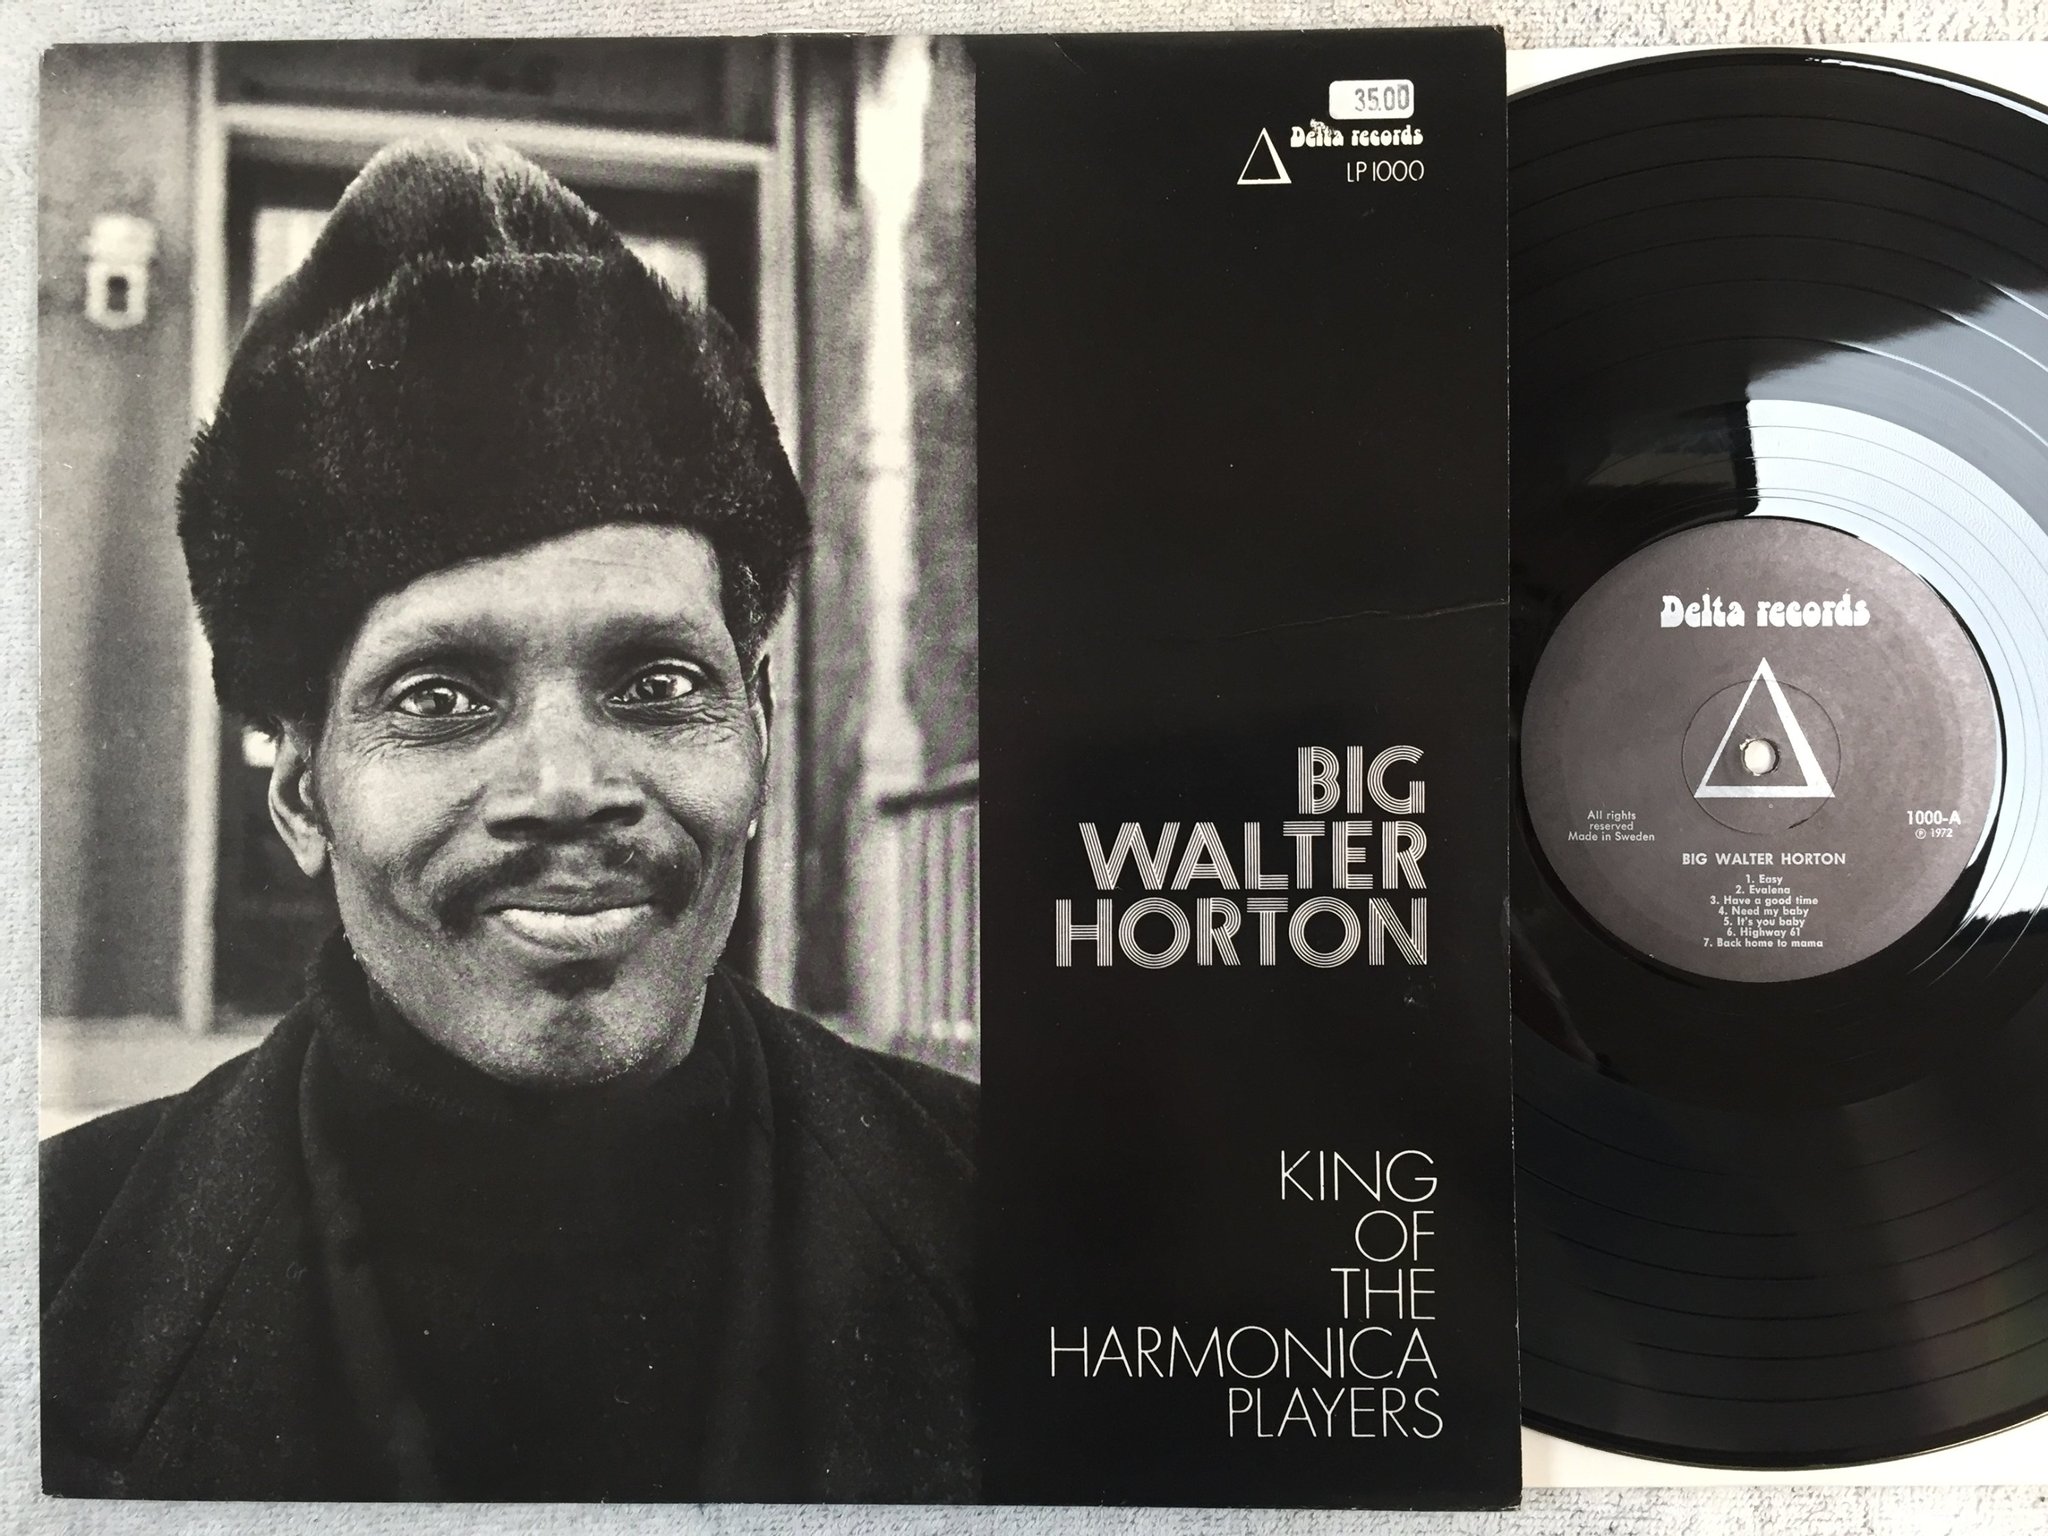 35.00
Delta records
LP 1000
BIG
WALTER
HORTON
KING
OF
THE
HARMONICA
PLAYERS
Delta records
All rights
reserved
Made in Sweden
1000-A
℗ 1972
BIG WALTER HORTON
1. Easy
2. Evalena
3. Have a good time
4. Need my baby
5. It's you baby
6. Highway 61
7. Back home to mama